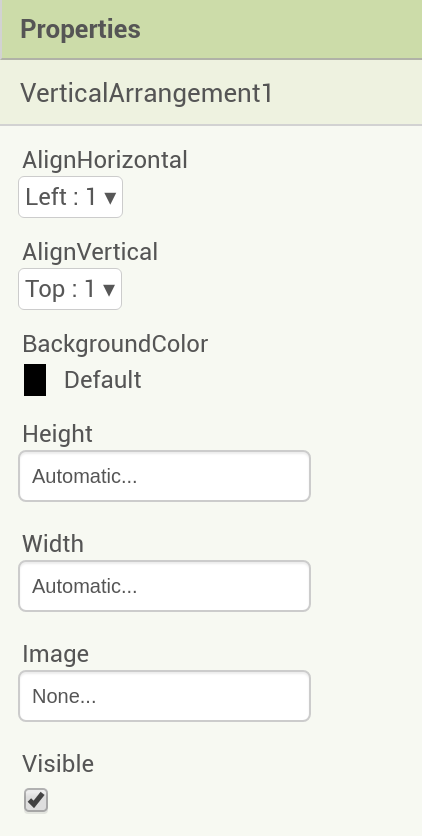 Properties
VerticalArrangement1
AlignHorizontal
Left : 1 ▾
AlignVertical
Top : 1 ▾
BackgroundColor
Default
Height
Automatic...
Width
Automatic...
Image
None...
Visible